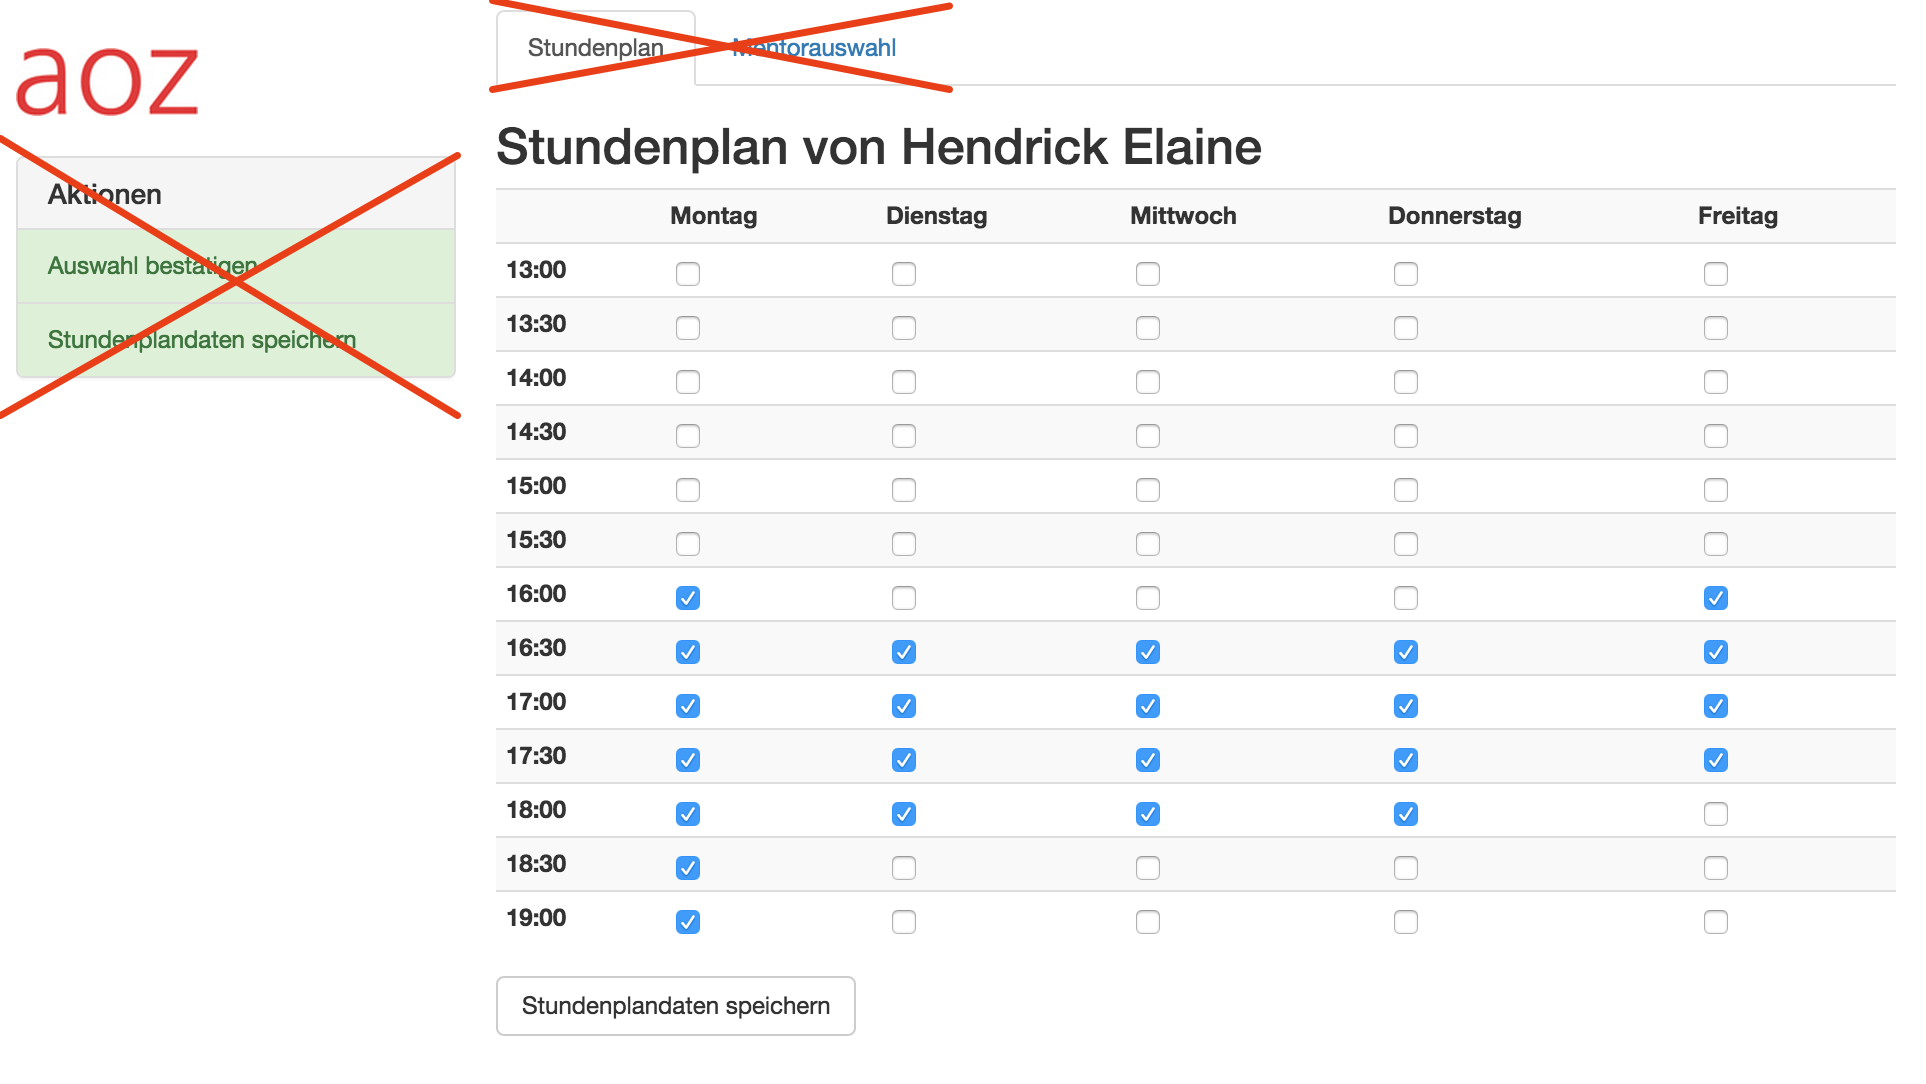 aoz
Stundenplan Mentorauswahl
Aktionen
Auswahl bestätigen
Stundenplandaten speichern
Stundenplan von Hendrick Elaine
Montag Dienstag Mittwoch Donnerstag Freitag
13:00
13:30
14:00
14:30
15:00
15:30
16:00
16:30
17:00
17:30
18:00
18:30
19:00
Stundenplandaten speichern